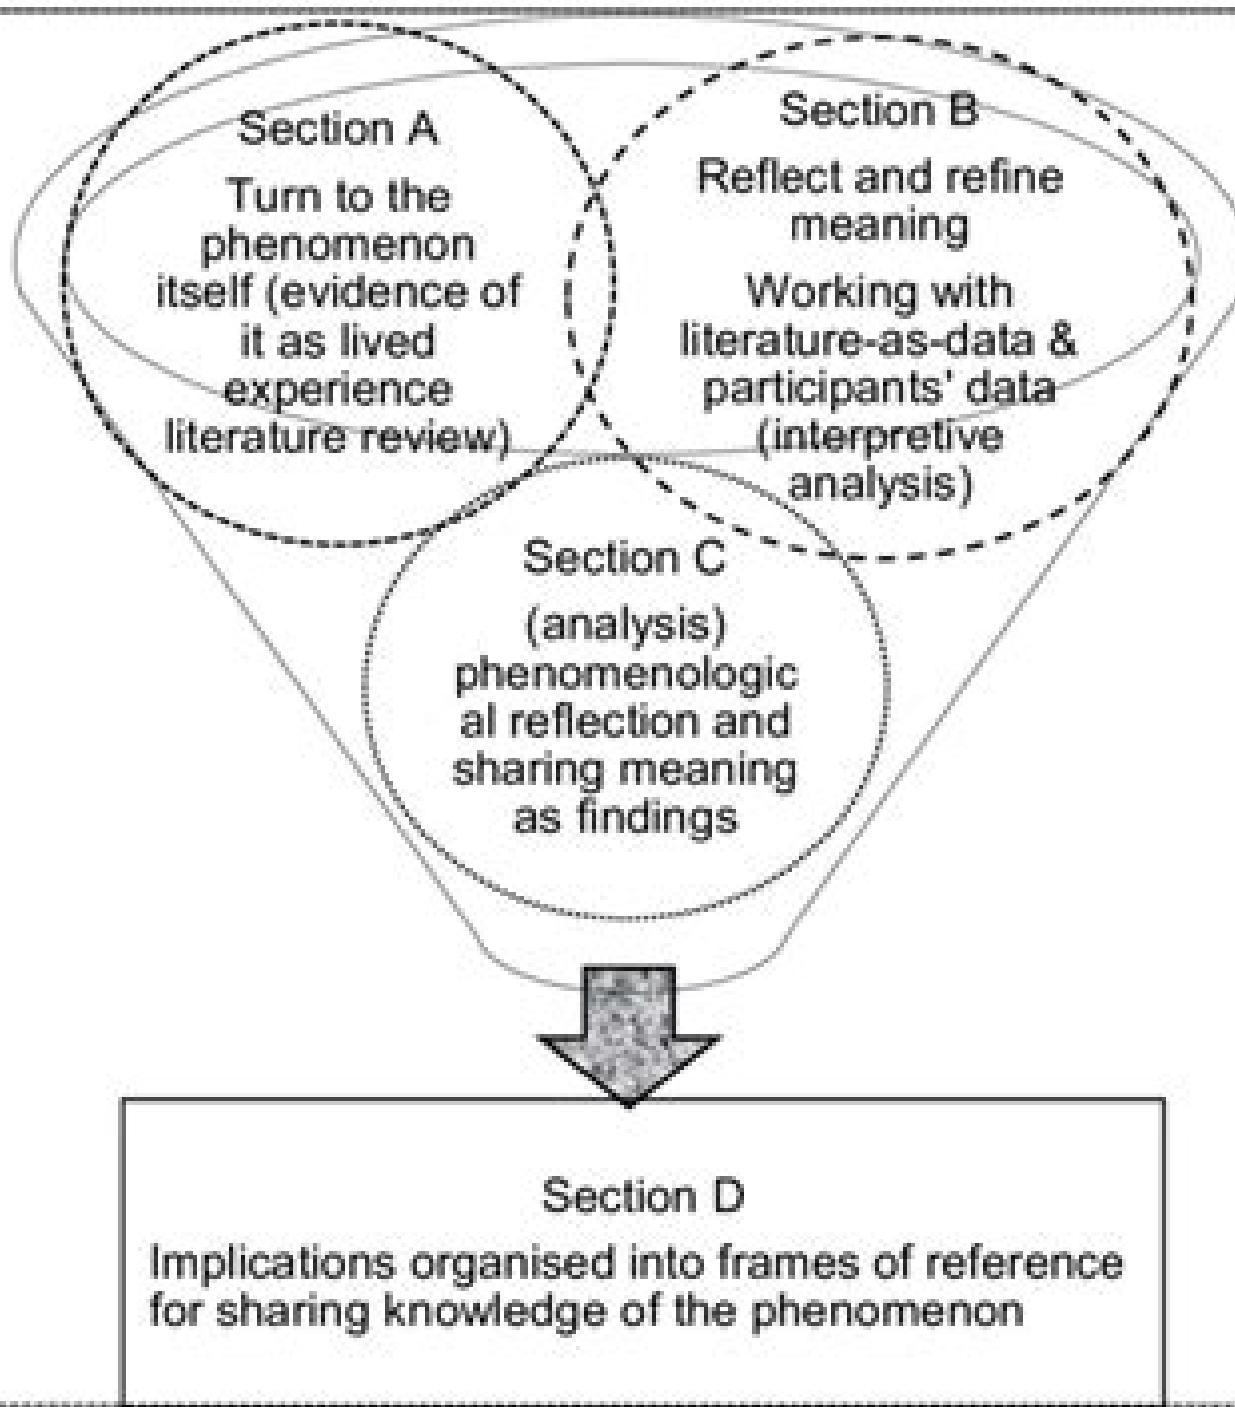 Section A
Turn to the
phenomenon
itself (evidence of
it as lived
experience
literature review)
Section B
Reflect and refine
meaning
Working with
literature-as-data &
participants' data
(interpretive
analysis)
Section C
(analysis)
phenomenologic
al reflection and
sharing meaning
as findings
Section D
Implications organised into frames of reference
for sharing knowledge of the phenomenon